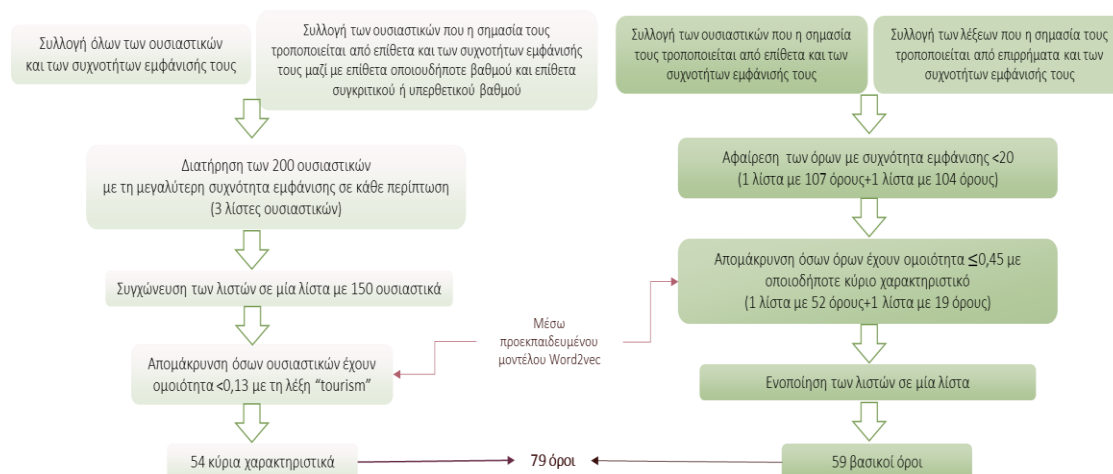 Συλλογή όλων των ουσιαστικών
και των συχνοτήτων εμφάνισής τους
Συλλογή των ουσιαστικών που η σημασία τους
τροποποιείται από επίθετα και των συχνοτήτων εμφάνισής
τους μαζί με επίθετα οποιουδήποτε βαθμού και επίθετα
συγκριτικού ή υπερθετικού βαθμού
Διατήρηση των 200 ουσιαστικών
με τη μεγαλύτερη συχνότητα εμφάνισης σε κάθε περίπτωση
(3 λίστες ουσιαστικών)
Συγχώνευση των λιστών σε μία λίστα με 150 ουσιαστικά
Απομάκρυνση όσων ουσιαστικών έχουν
ομοιότητα <0,13 με τη λέξη “tourism”
54 κύρια χαρακτηριστικά
Μέσω
προεκπαιδευμένου
μοντέλου Word2vec
79 όροι
Συλλογή των ουσιαστικών που η σημασία
τους τροποποιείται από επίθετα και των
συχνοτήτων εμφάνισής τους
Συλλογή των λέξεων που η σημασία τους
τροποποιείται από επιρρήματα και των
συχνοτήτων εμφάνισής τους
Αφαίρεση των όρων με συχνότητα εμφάνισης <20
(1 λίστα με 107 όρους+1 λίστα με 104 όρους)
Απομάκρυνση όσων όρων έχουν ομοιότητα ≤0,45 με
οποιοδήποτε κύριο χαρακτηριστικό
(1 λίστα με 52 όρους+1 λίστα με 19 όρους)
Ενοποίηση των λιστών σε μία λίστα
59 βασικοί όροι